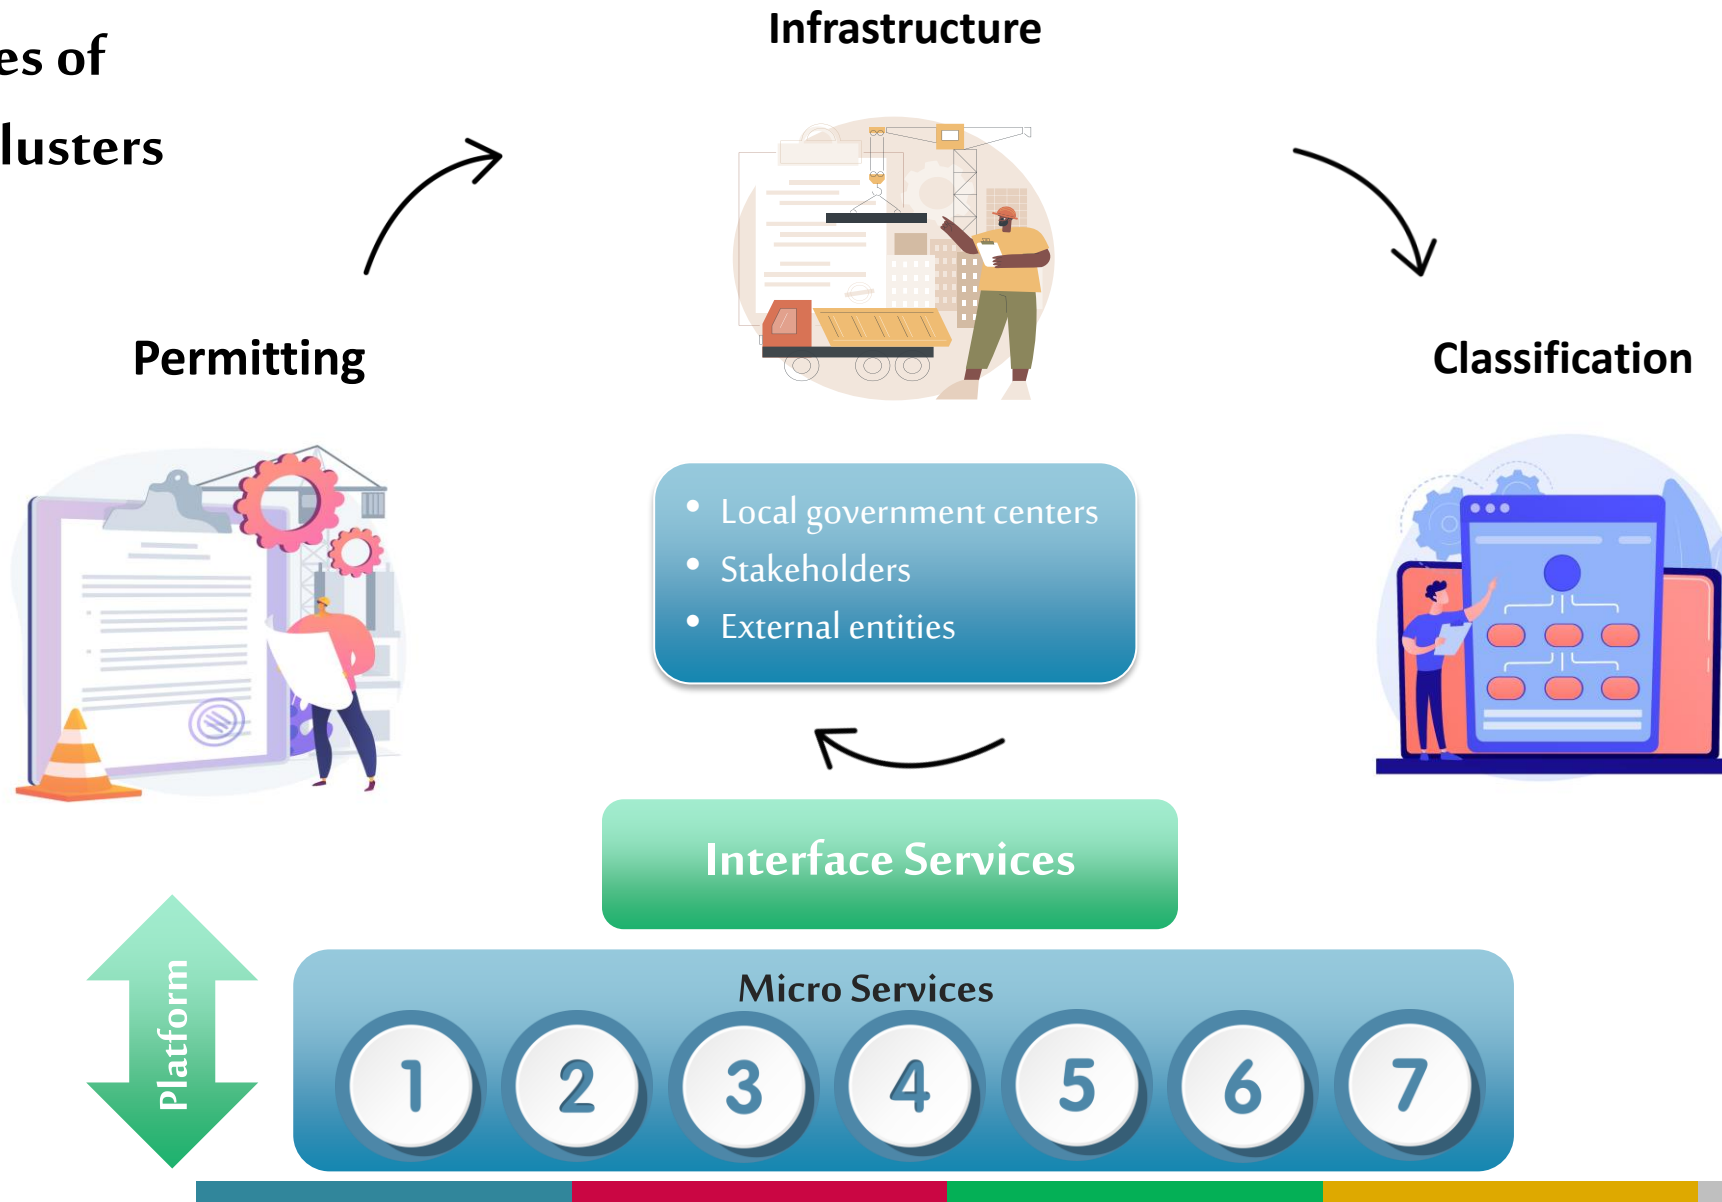 es of
lusters
Infrastructure
Permitting
Classification
• Local government centers
• Stakeholders
• External entities
Interface Services
Platform
Micro Services
1 2 3 4 5 6 7